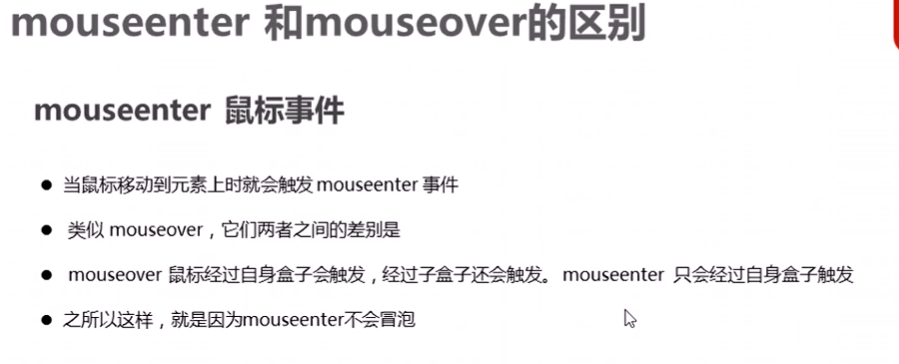 mouseenter 和mouseover的区别
mouseenter 鼠标事件
● 当鼠标移动到元素上时就会触发 mouseenter 事件
● 类似 mouseover，它们两者之间的差别是
● mouseover 鼠标经过自身盒子会触发，经过子盒子还会触发。 mouseenter 只会经过自身盒子触发
● 之所以这样，就是因为mouseenter不会冒泡